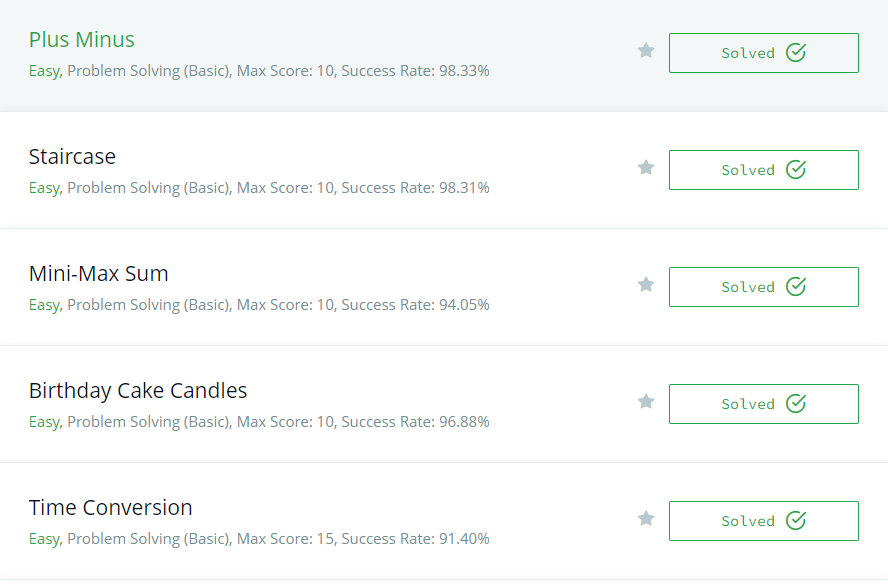 Plus Minus
Easy, Problem Solving (Basic), Max Score: 10, Success Rate: 98.33%
Solved
Staircase
Easy, Problem Solving (Basic), Max Score: 10, Success Rate: 98.31%
Solved
Mini-Max Sum
Easy, Problem Solving (Basic), Max Score: 10, Success Rate: 94.05%
Solved
Birthday Cake Candles
Easy, Problem Solving (Basic), Max Score: 10, Success Rate: 96.88%
Solved
Time Conversion
Easy, Problem Solving (Basic), Max Score: 15, Success Rate: 91.40%
Solved